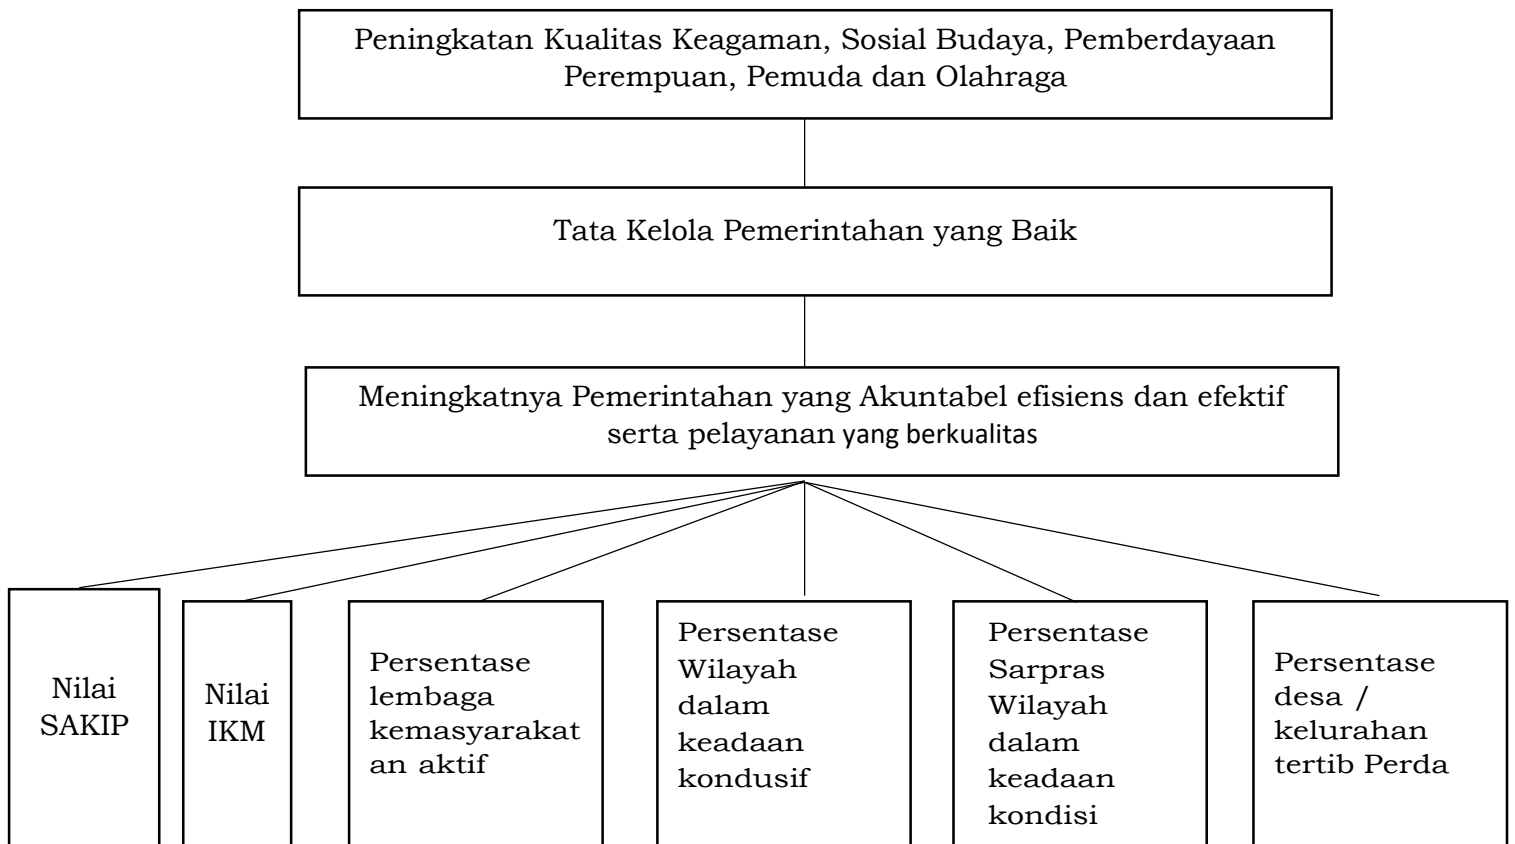 Peningkatan Kualitas Keagaman, Sosial Budaya, Pemberdayaan
Perempuan, Pemuda dan Olahraga
Tata Kelola Pemerintahan yang Baik
Meningkatnya Pemerintahan yang Akuntabel efisiens dan efektif
serta pelayanan yang berkualitas
Nilai
SAKIP
Nilai
IKM
Persentase
lembaga
kemasyarakat
an aktif
Persentase
Wilayah
dalam
keadaan
kondusif
Persentase
Sarpras
Wilayah
dalam
keadaan
kondisi
Persentase
desa /
kelurahan
tertib Perda